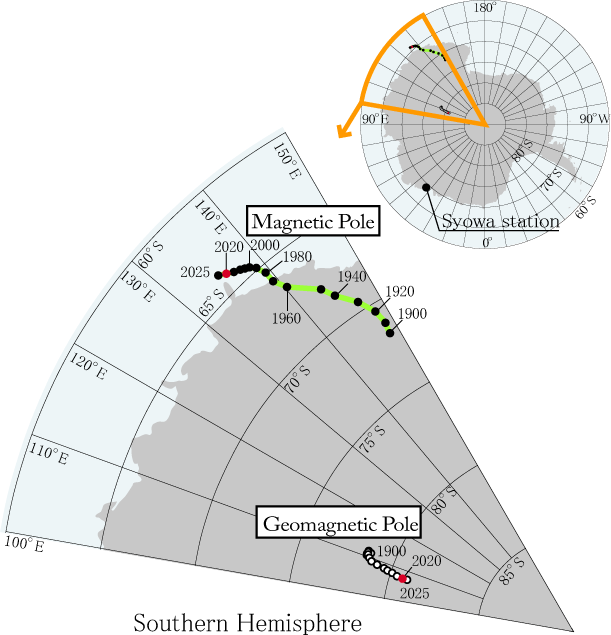 180°
90°E
90°W
80°S
70°S
60°S
Syowa station
0°
150°E
140°E
Magnetic Pole
60°S
2020
2000
1980
2025
130°E
65°S
1940
1920
1900
1960
120°E
70°S
75°S
110°E
80°S
Geomagnetic Pole
100°E
1900
2020
85°S
2025
Southern Hemisphere